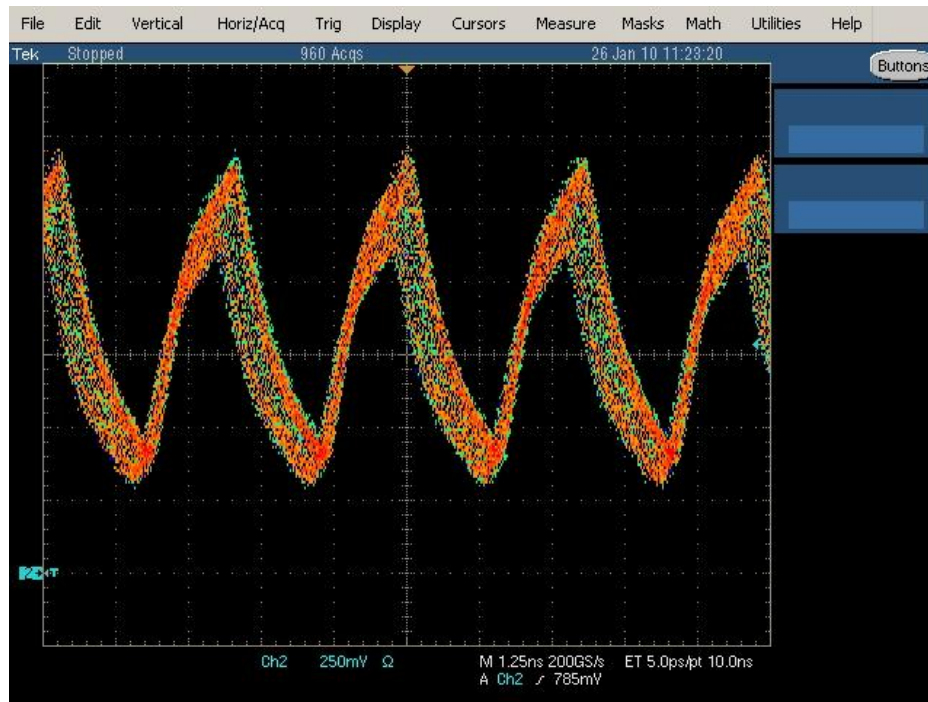 File Edit Vertical Horiz/Acq Trig Display Cursors Measure Masks Math Utilities Help
Tek Stopped 960 Acqs 26 Jan 10 11:23:20
Buttons
2
T
Ch2 250mV Ω M 1.25ns 200GS/s ET 5.0ps/pt 10.0ns
A Ch2 785mV